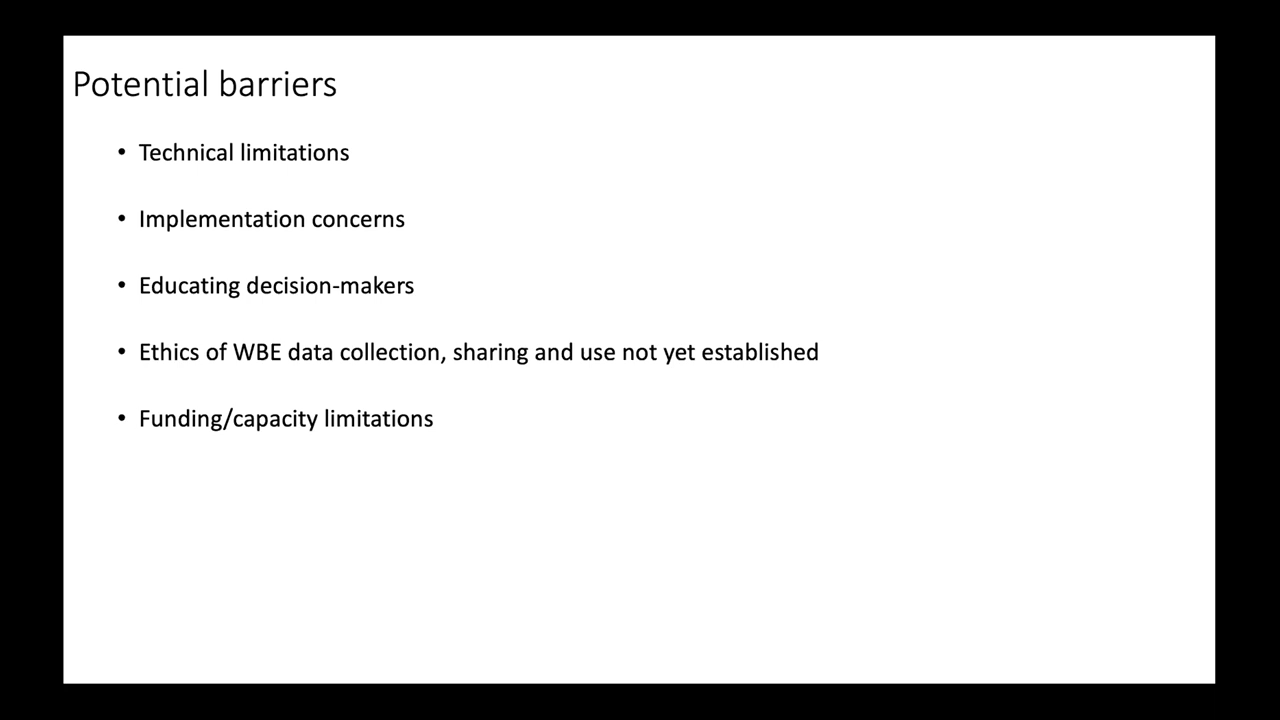 Potential barriers
• Technical limitations
• Implementation concerns
• Educating decision-makers
• Ethics of WBE data collection, sharing and use not yet established
• Funding/capacity limitations